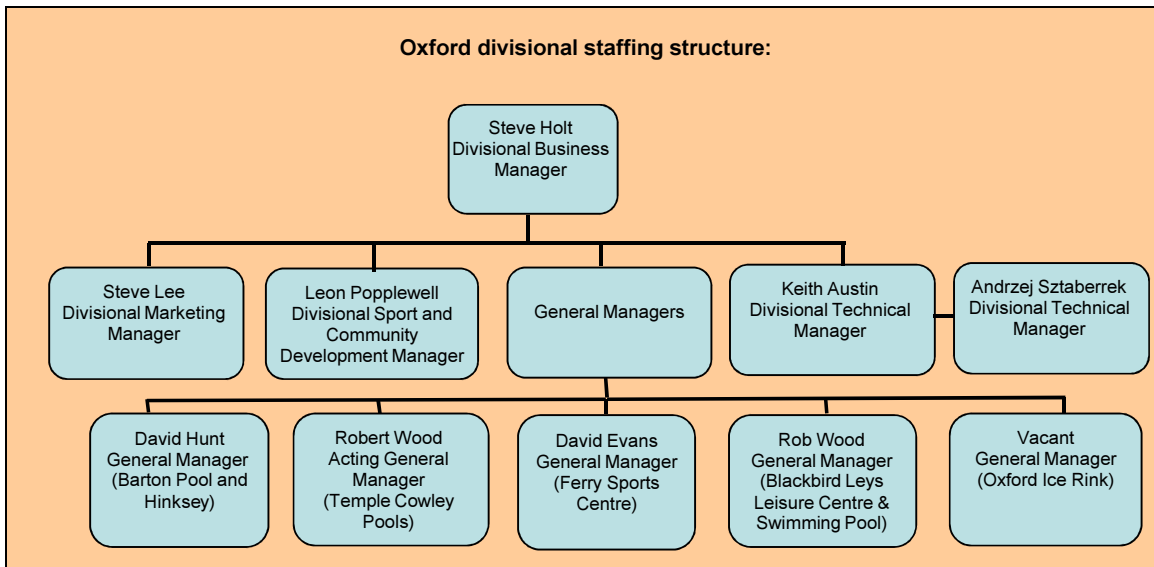 Oxford divisional staffing structure:
Steve Holt
Divisional Business
Manager
Steve Lee
Divisional Marketing
Manager
Leon Popplewell
Divisional Sport and
Community
Development Manager
General Managers
Keith Austin
Divisional Technical
Manager
Andrzej Sztaberrek
Divisional Technical
Manager
David Hunt
General Manager
(Barton Pool and
Hinksey)
Robert Wood
Acting General
Manager
(Temple Cowley
Pools)
David Evans
General Manager
(Ferry Sports
Centre)
Rob Wood
General Manager
(Blackbird Leys
Leisure Centre &
Swimming Pool)
Vacant
General Manager
(Oxford Ice Rink)